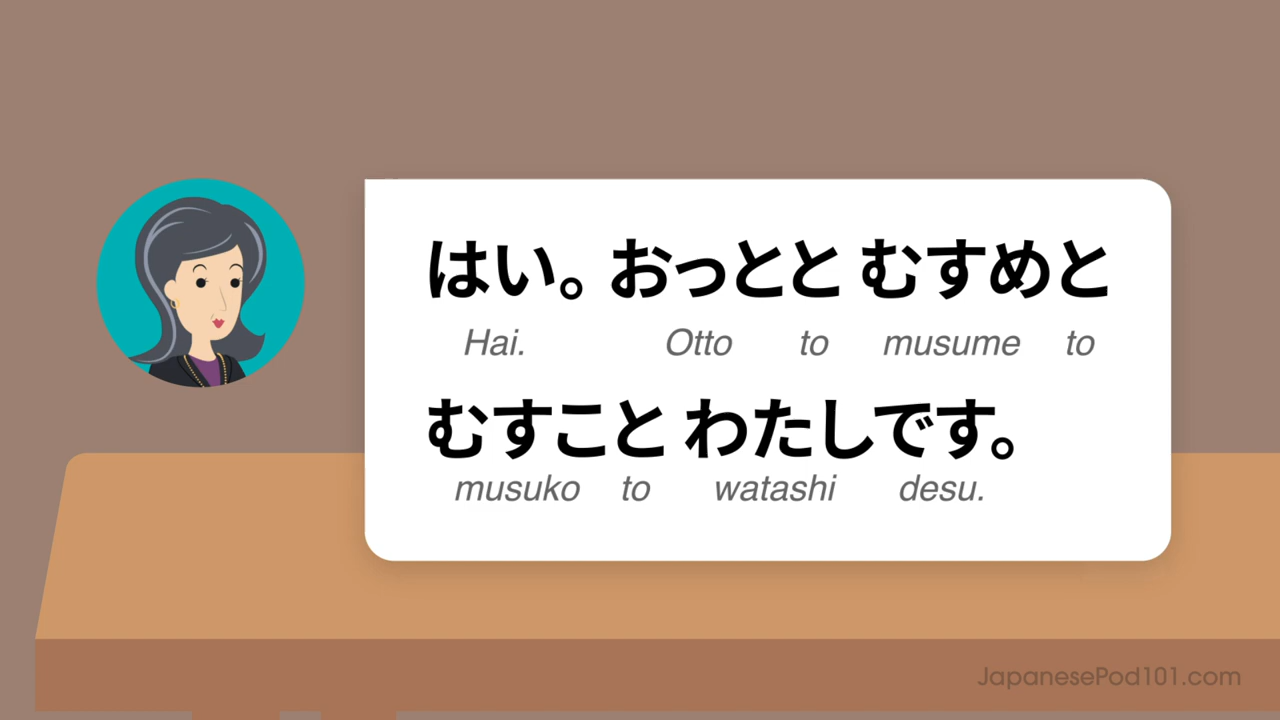 はい。おっとと むすめと
Hai. Otto to musume to
むすこと わたしです。
musuko to watashi desu.
JapanesePod101.com